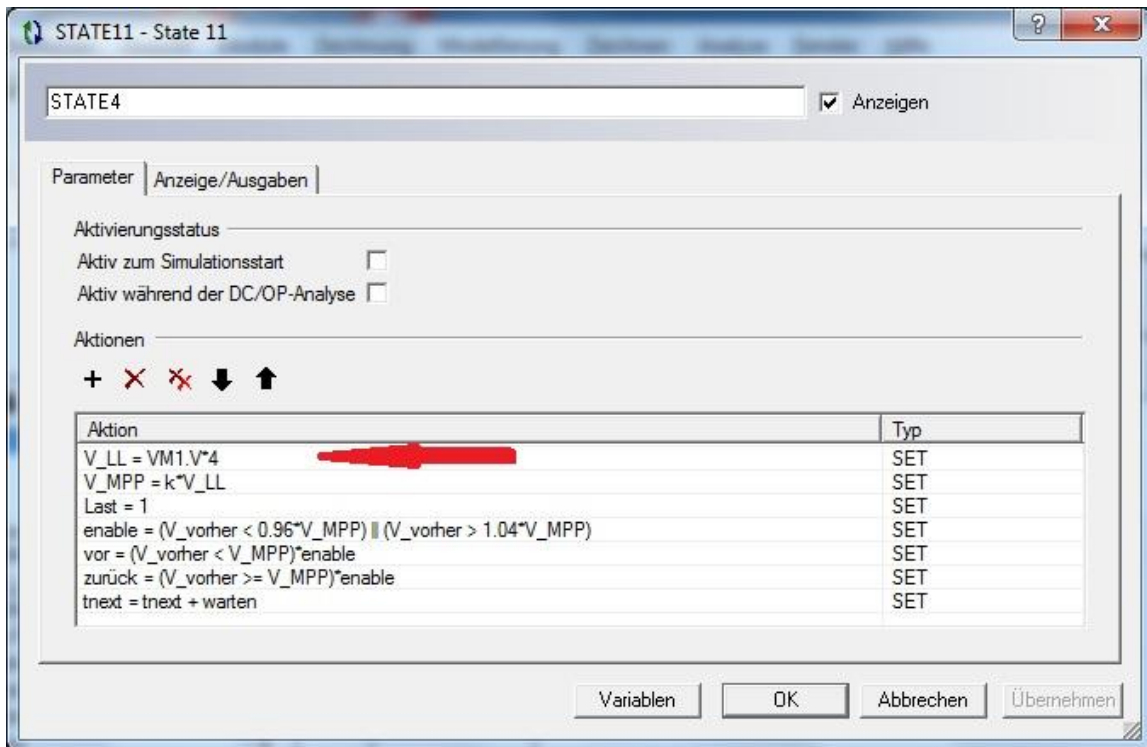 STATE11 - State 11
STATE4
Anzeigen
Parameter
Anzeige/Ausgaben
Aktivierungsstatus
Aktiv zum Simulationsstart
Aktiv während der DC/OP-Analyse
Aktionen
Aktion Typ
V_LL = VM1.V*4 SET
V_MPP = k*V_LL SET
Last = 1 SET
enable = (V_vorher < 0.96*V_MPP) || (V_vorher > 1.04*V_MPP) SET
vor = (V_vorher < V_MPP)*enable SET
zurück = (V_vorher >= V_MPP)*enable SET
tnext = tnext + warten SET
Variablen OK Abbrechen Übernehmen